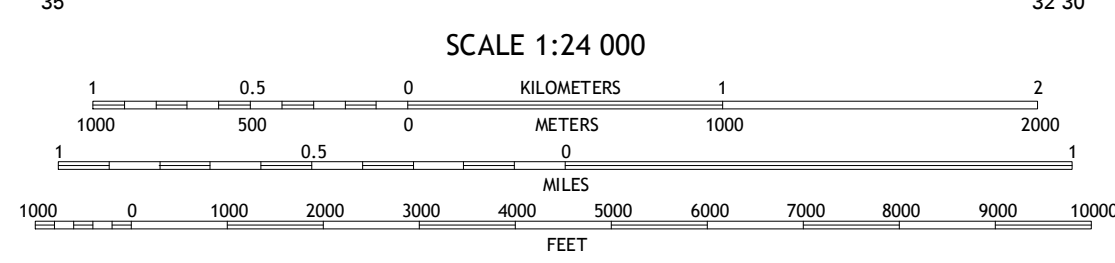 35 32'30
SCALE 1:24 000
1 0.5 0 KILOMETERS 1 2
1000 500 0 METERS 1000 2000
1 0.5 0 1
MILES
1000 0 1000 2000 3000 4000 5000 6000 7000 8000 9000 10000
FEET